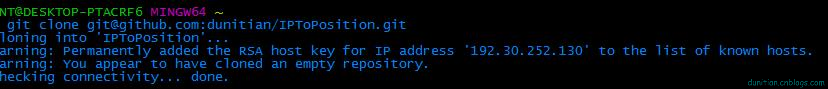 NT@DESKTOP-PTACRF6 MINGW64 ~
git clone git@github.com:dunitian/IPToPosition.git
loning into 'IPToPosition'...
arning: Permanently added the RSA host key for IP address '192.30.252.130' to the list of known hosts.
arning: You appear to have cloned an empty repository.
hecking connectivity... done.
dunitian.cnblogs.com